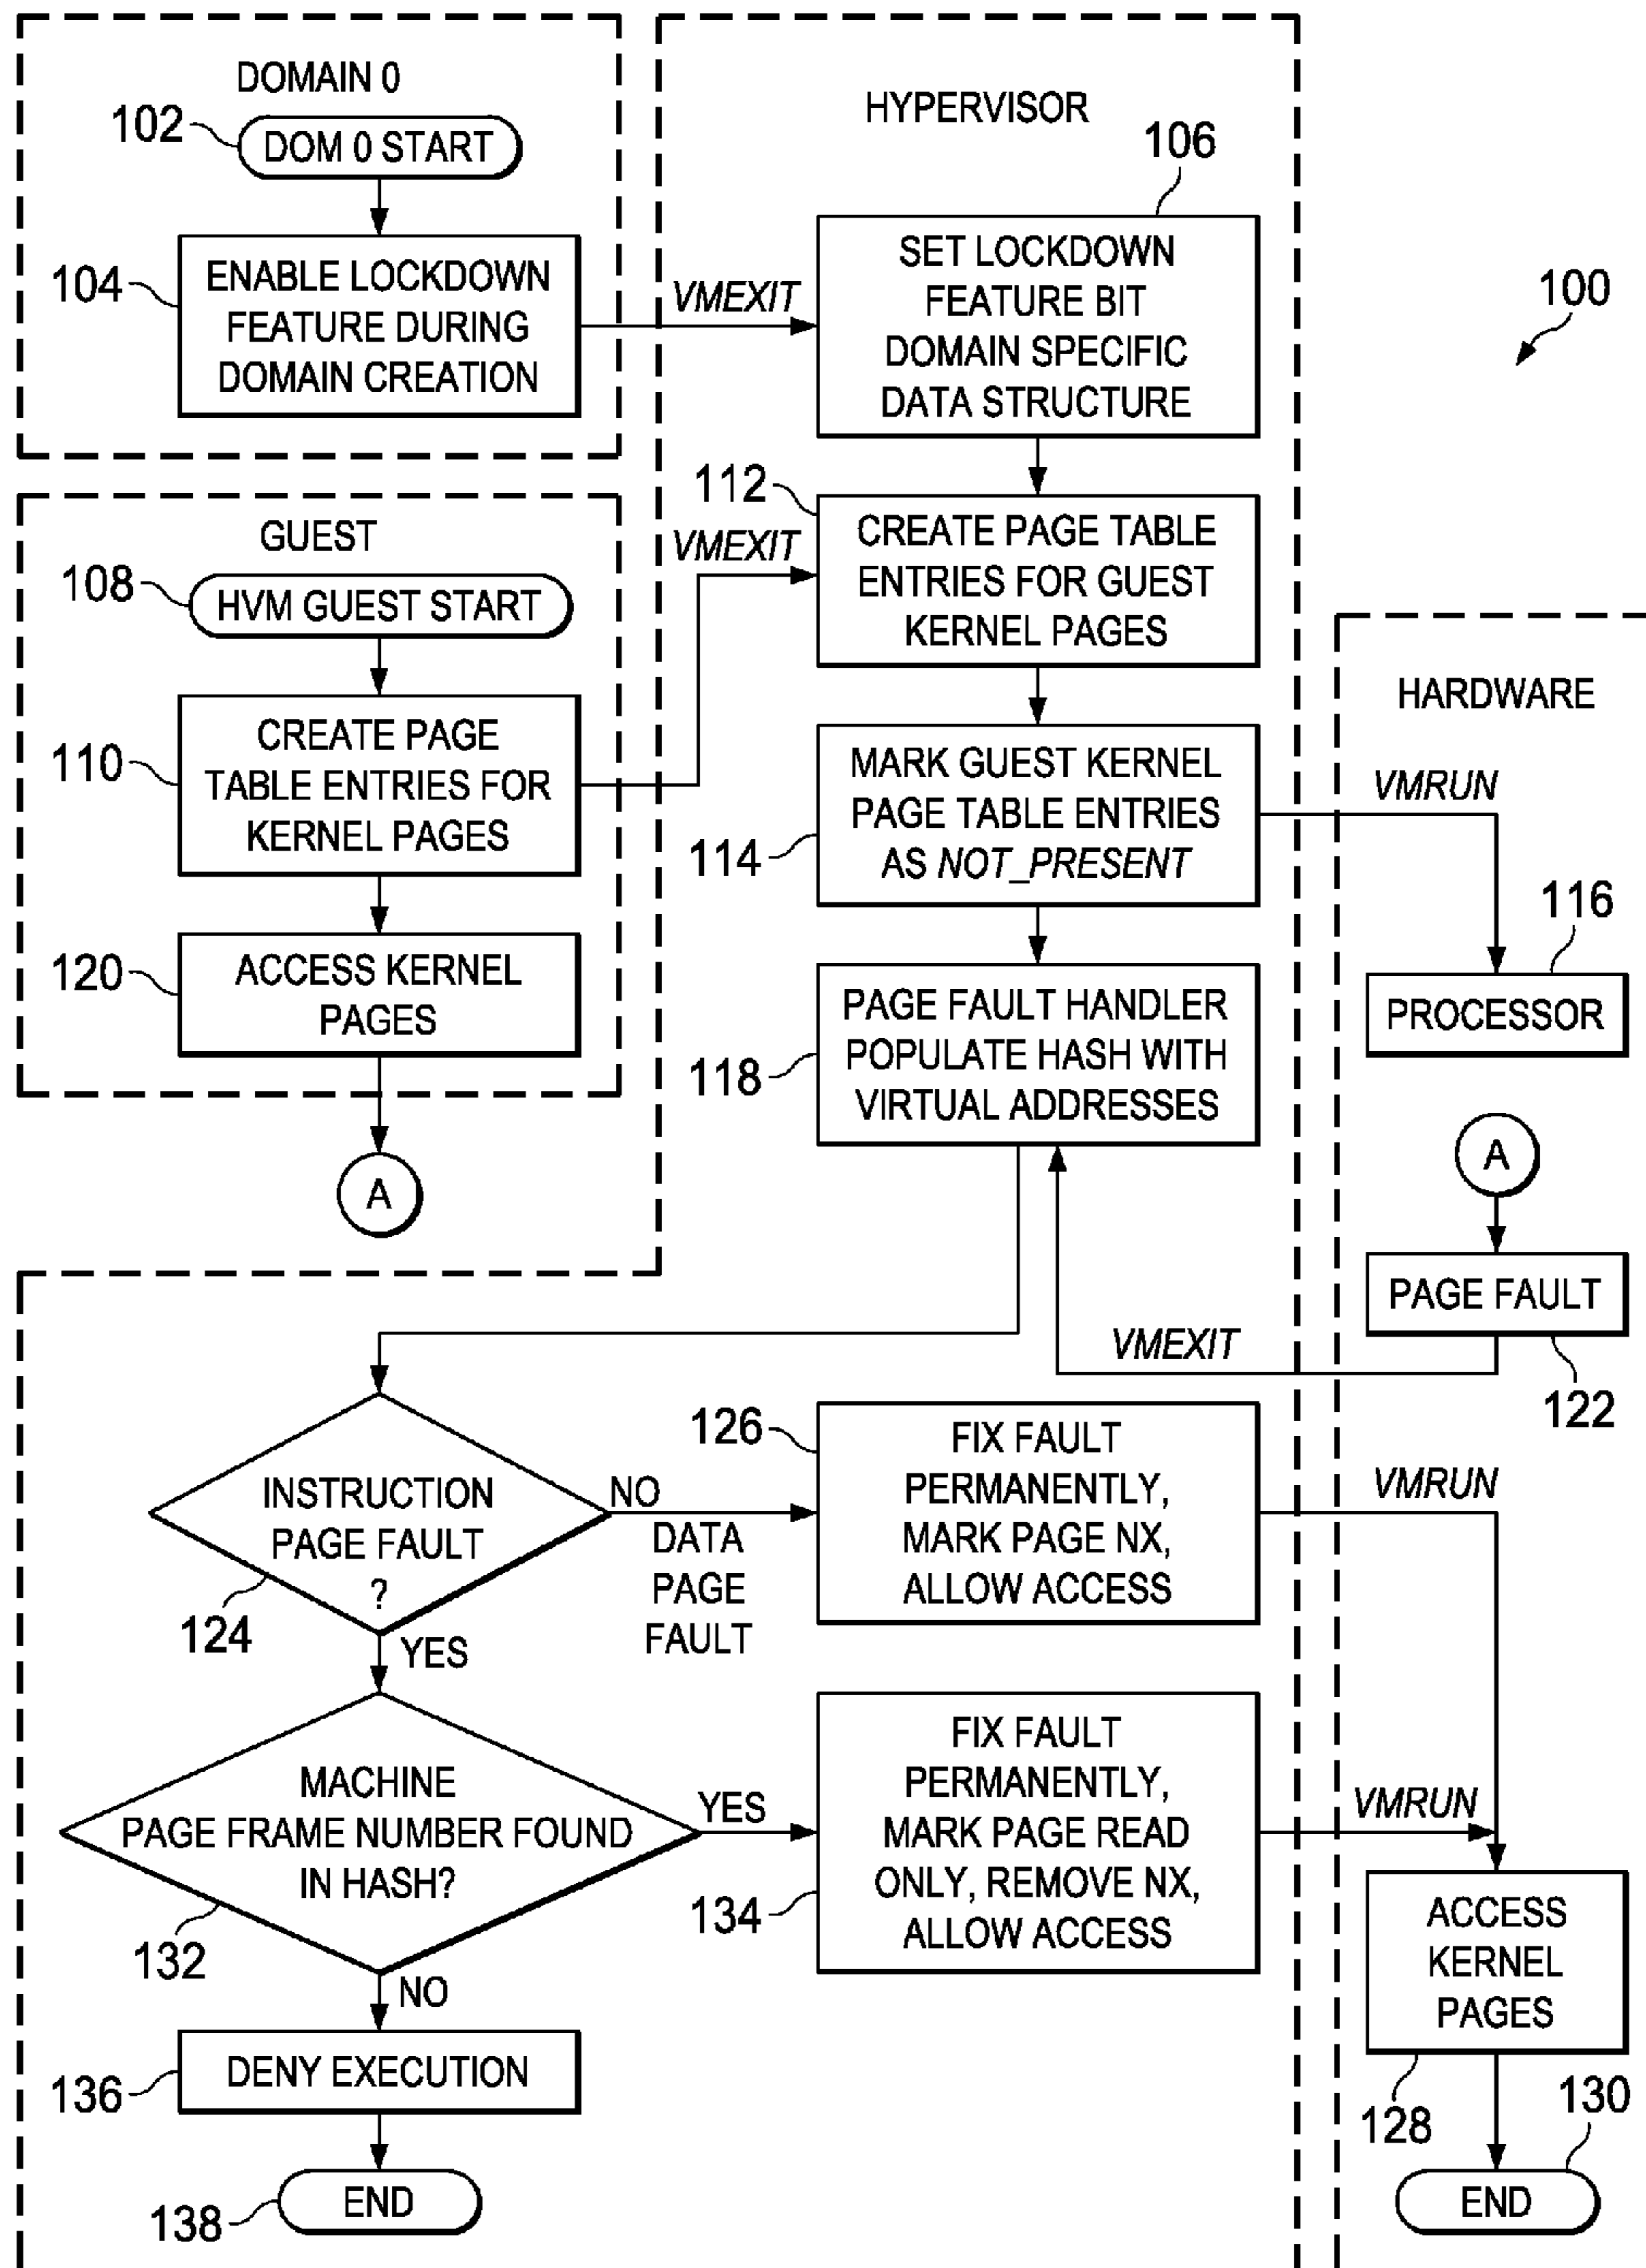 DOMAIN 0
102
DOM 0 START
104
ENABLE LOCKDOWN
FEATURE DURING
DOMAIN CREATION
VMEXIT
HYPERVISOR
106
SET LOCKDOWN
FEATURE BIT
DOMAIN SPECIFIC
DATA STRUCTURE
100
GUEST
108
HVM GUEST START
110
CREATE PAGE
TABLE ENTRIES FOR
KERNEL PAGES
VMEXIT
120
ACCESS KERNEL
PAGES
A
112
CREATE PAGE TABLE
ENTRIES FOR GUEST
KERNEL PAGES
114
MARK GUEST KERNEL
PAGE TABLE ENTRIES
AS NOT_PRESENT
118
PAGE FAULT HANDLER
POPULATE HASH WITH
VIRTUAL ADDRESSES
HARDWARE
VMRUN
116
PROCESSOR
A
PAGE FAULT
122
VMEXIT
INSTRUCTION
PAGE FAULT
?
124
NO
DATA
PAGE
FAULT
YES
126
FIX FAULT
PERMANENTLY,
MARK PAGE NX,
ALLOW ACCESS
VMRUN
MACHINE
PAGE FRAME NUMBER FOUND
IN HASH?
132
YES
NO
134
FIX FAULT
PERMANENTLY,
MARK PAGE READ
ONLY, REMOVE NX,
ALLOW ACCESS
VMRUN
ACCESS
KERNEL
PAGES
128
130
END
136
DENY EXECUTION
138
END